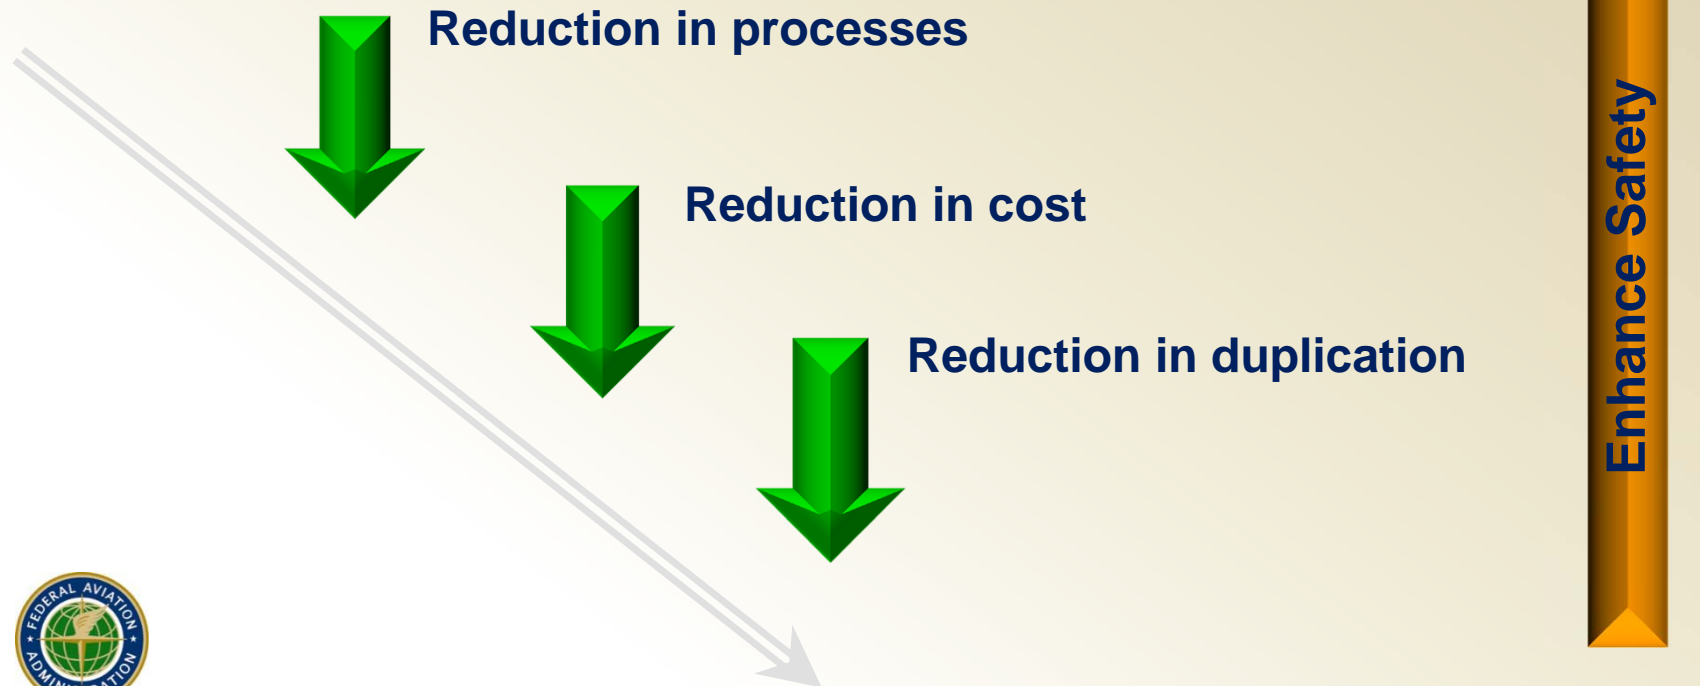 Reduction in processes
Reduction in cost
Reduction in duplication
Enhance Safety
FEDERAL AVIATION